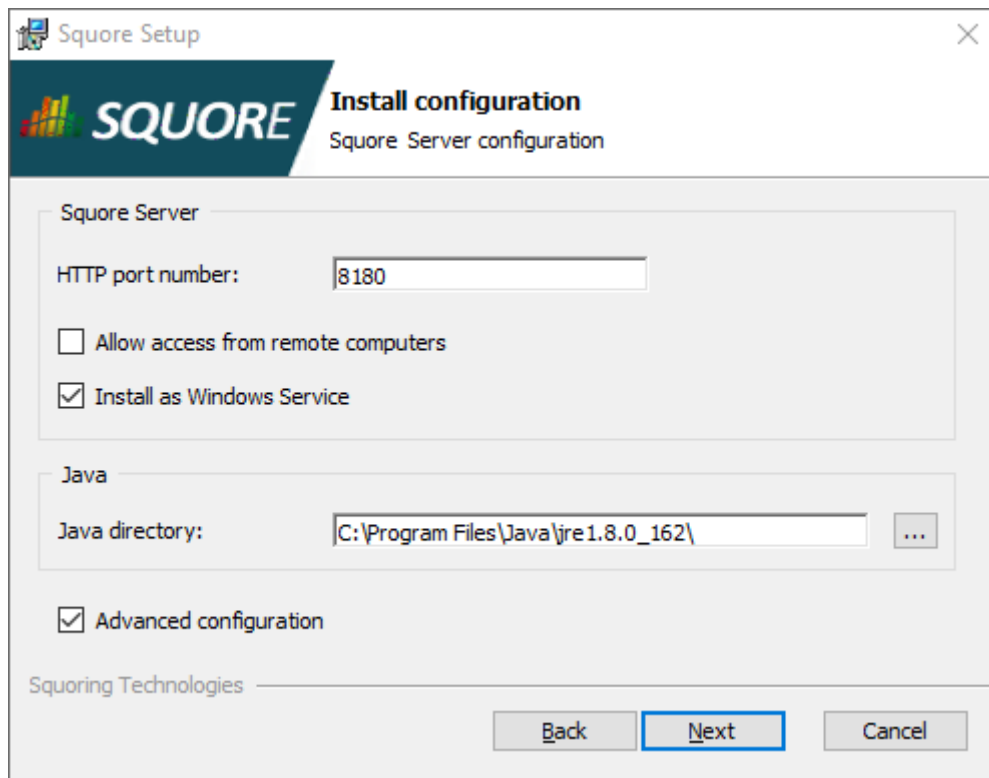 Squore Setup
SQUORE
Install configuration
Squore Server configuration
Squore Server
HTTP port number: 8180
Allow access from remote computers
Install as Windows Service
Java
Java directory: C:\Program Files\Java\jre1.8.0_162\ ...
Advanced configuration
Squoring Technologies
Back Next Cancel